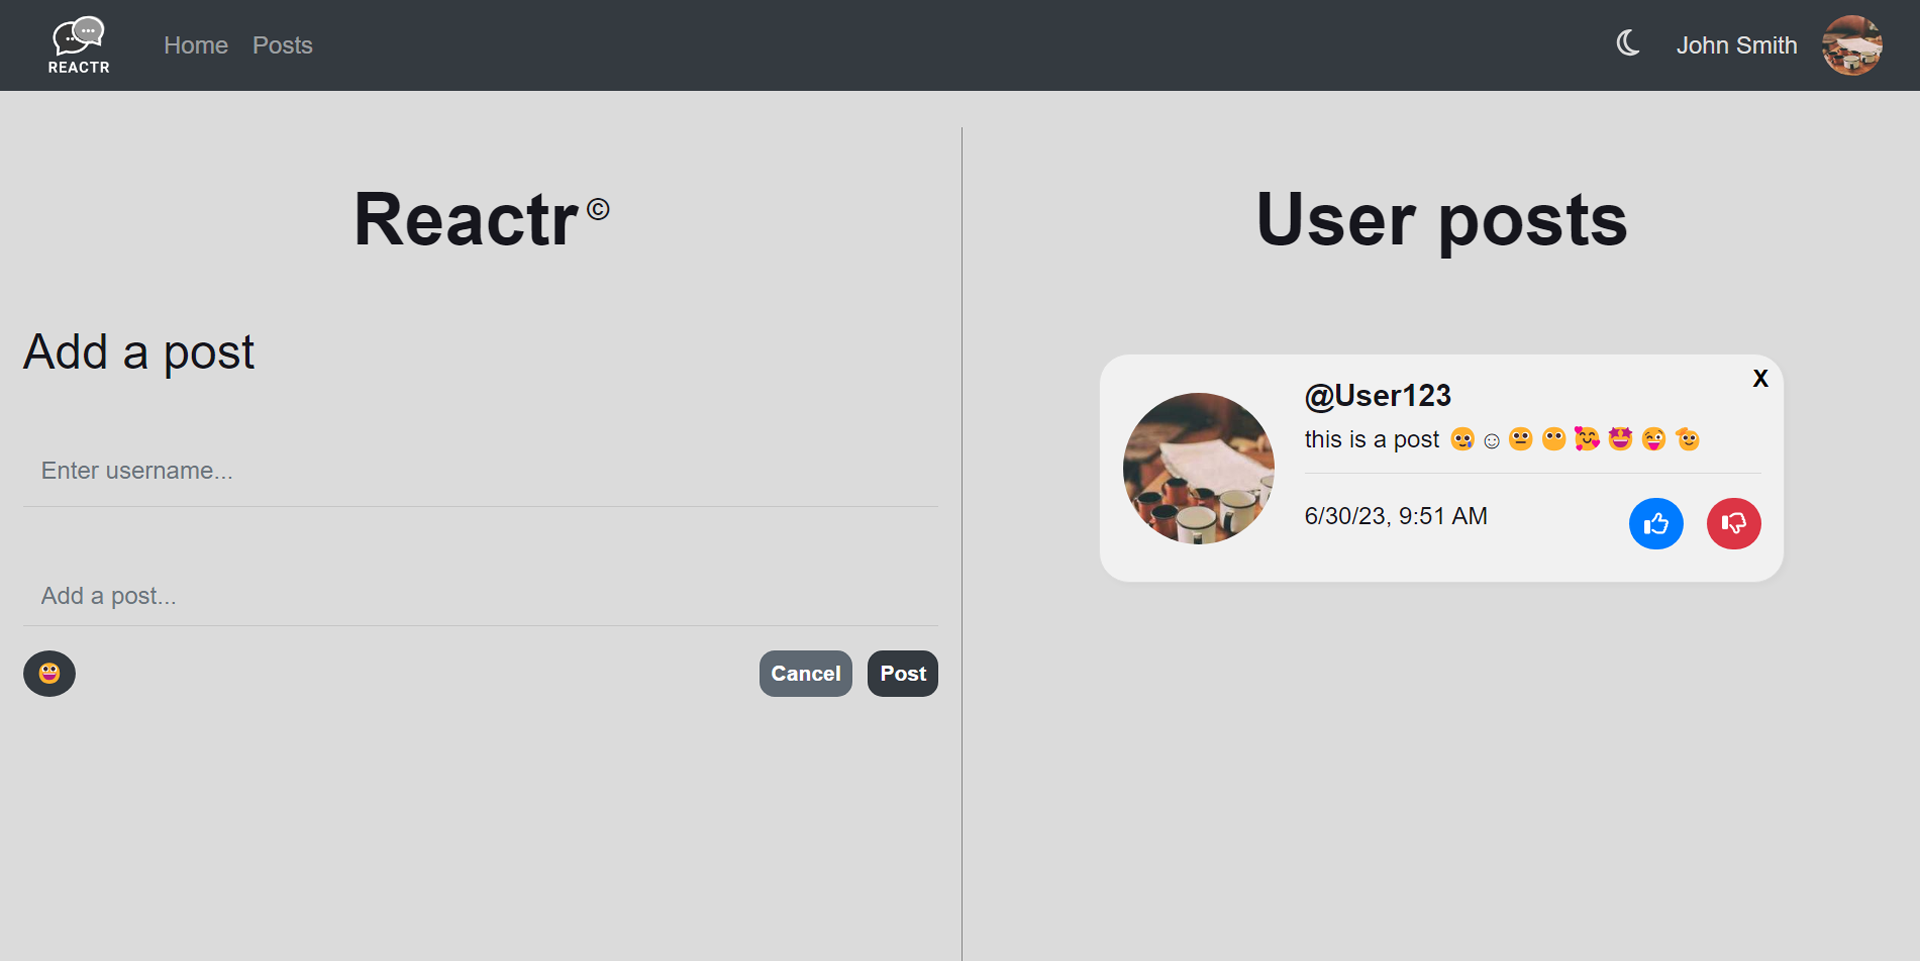 REACTR
Home Posts
John Smith
Reactr©
Add a post
Enter username...
Add a post...
Cancel Post
User posts
X
@User123
this is a post 🥲 ☺ 😐 😶 🥰 🤩 😜 🫡
6/30/23, 9:51 AM